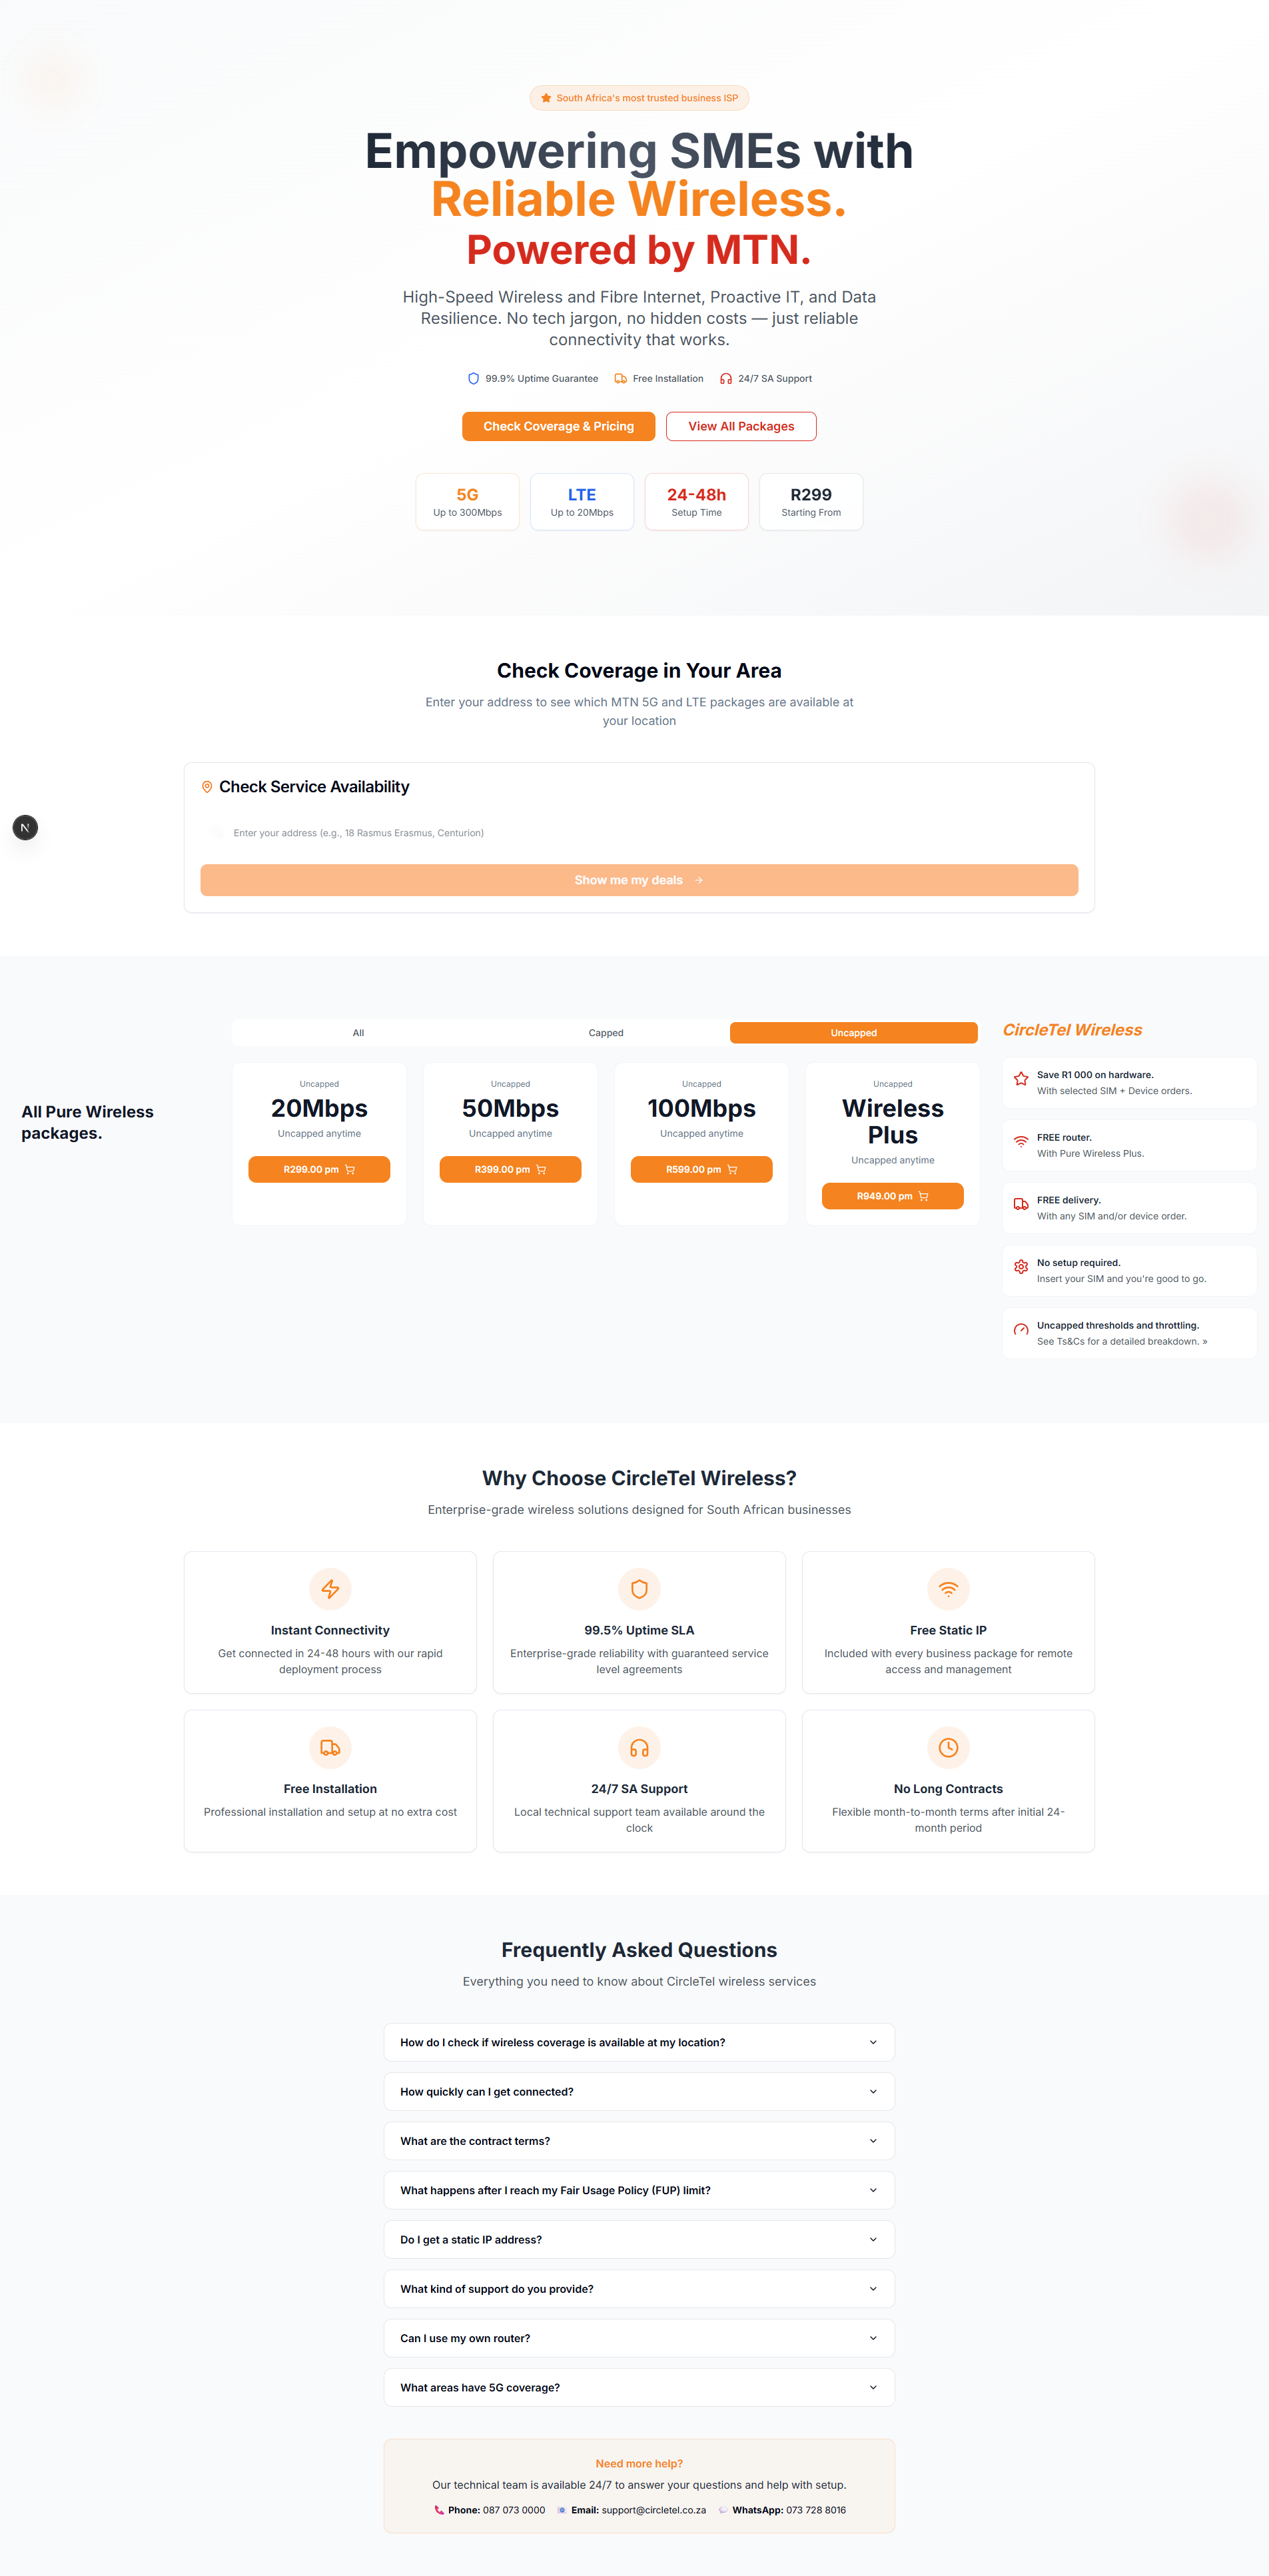 South Africa's most trusted business ISP
Empowering SMEs with
Reliable Wireless.
Powered by MTN.
High-Speed Wireless and Fibre Internet, Proactive IT, and Data
Resilience. No tech jargon, no hidden costs — just reliable
connectivity that works.
99.9% Uptime Guarantee
Free Installation
24/7 SA Support
Check Coverage & Pricing
View All Packages
5G
Up to 300Mbps
LTE
Up to 20Mbps
24-48h
Setup Time
R299
Starting From
Check Coverage in Your Area
Enter your address to see which MTN 5G and LTE packages are available at
your location
Check Service Availability
Enter your address (e.g., 18 Rasmus Erasmus, Centurion)
Show me my deals →
N
All Pure Wireless
packages.
All
Capped
Uncapped
Uncapped
20Mbps
Uncapped anytime
R299.00 pm
Uncapped
50Mbps
Uncapped anytime
R399.00 pm
Uncapped
100Mbps
Uncapped anytime
R599.00 pm
Uncapped
Wireless
Plus
Uncapped anytime
R949.00 pm
CircleTel Wireless
Save R1 000 on hardware.
With selected SIM + Device orders.
FREE router.
With Pure Wireless Plus.
FREE delivery.
With any SIM and/or device order.
No setup required.
Insert your SIM and you're good to go.
Uncapped thresholds and throttling.
See Ts&Cs for a detailed breakdown. »
Why Choose CircleTel Wireless?
Enterprise-grade wireless solutions designed for South African businesses
Instant Connectivity
Get connected in 24-48 hours with our rapid
deployment process
99.5% Uptime SLA
Enterprise-grade reliability with guaranteed service
level agreements
Free Static IP
Included with every business package for remote
access and management
Free Installation
Professional installation and setup at no extra cost
24/7 SA Support
Local technical support team available around the
clock
No Long Contracts
Flexible month-to-month terms after initial 24-
month period
Frequently Asked Questions
Everything you need to know about CircleTel wireless services
How do I check if wireless coverage is available at my location?
How quickly can I get connected?
What are the contract terms?
What happens after I reach my Fair Usage Policy (FUP) limit?
Do I get a static IP address?
What kind of support do you provide?
Can I use my own router?
What areas have 5G coverage?
Need more help?
Our technical team is available 24/7 to answer your questions and help with setup.
Phone: 087 073 0000
Email: support@circletel.co.za
WhatsApp: 073 728 8016